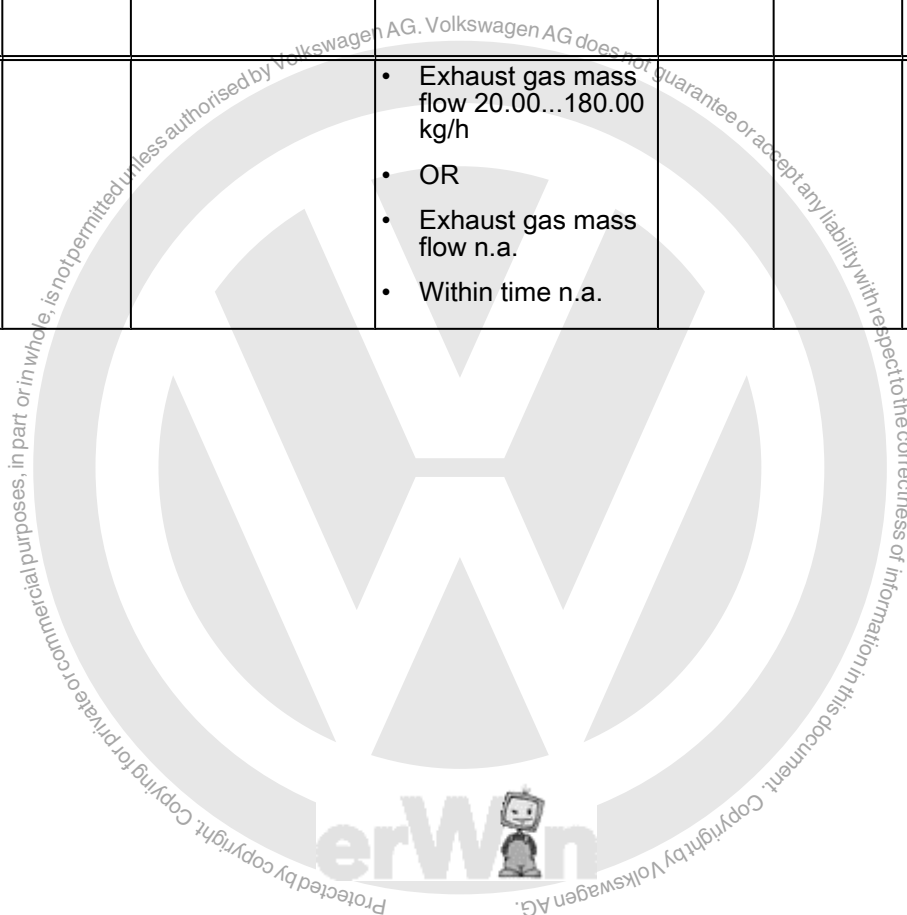 • Exhaust gas mass
flow 20.00...180.00
kg/h
• OR
• Exhaust gas mass
flow n.a.
• Within time n.a.
Protected by copyright. Copying for private or commercial purposes, in part or in whole, is not permitted unless authorised by Volkswagen AG. Volkswagen AG does not guarantee or accept any liability with respect to the correctness of information in this document. Copyright by Volkswagen AG.
erWin